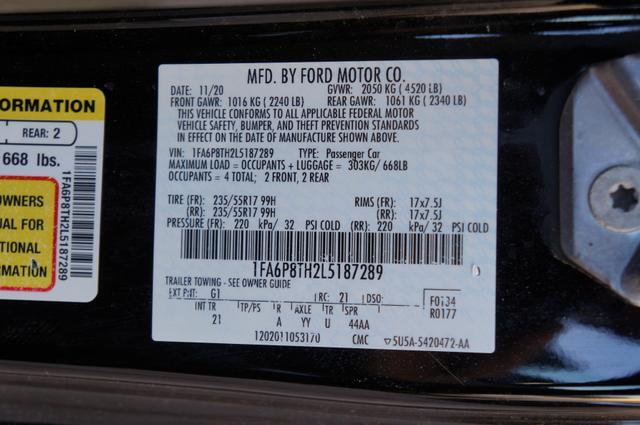 ORMATION
REAR: 2
668 lbs.
OWNERS
UAL FOR
TIONAL
RMATION
1FA6P8TH2L5187289
MFD. BY FORD MOTOR CO.
DATE: 11/20 GVWR: 2050 KG ( 4520 LB)
FRONT GAWR: 1016 KG ( 2240 LB) REAR GAWR: 1061 KG ( 2340 LB)
THIS VEHICLE CONFORMS TO ALL APPLICABLE FEDERAL MOTOR
VEHICLE SAFETY, BUMPER, AND THEFT PREVENTION STANDARDS
IN EFFECT ON THE DATE OF MANUFACTURE SHOWN ABOVE.
VIN: 1FA6P8TH2L5187289 TYPE: Passenger Car
MAXIMUM LOAD = OCCUPANTS + LUGGAGE = 303KG/ 668LB
OCCUPANTS = 4 TOTAL; 2 FRONT, 2 REAR
TIRE (FR): 235/55R17 99H RIMS (FR): 17x7.5J
(RR): 235/55R17 99H (RR): 17x7.5J
PRESSURE (FR): 220 kPa/ 32 PSI COLD (RR): 220 kPa/ 32 PSI COLD
1FA6P8TH2L5187289
TRAILER TOWING - SEE OWNER GUIDE
EXT PNT: G1 RC: 21 DSO: F0134
INT TR TP/PS R AXLE TR SPR R0177
21 A YY U 44AA
1202011053170 CMC 5U5A-5420472-AA